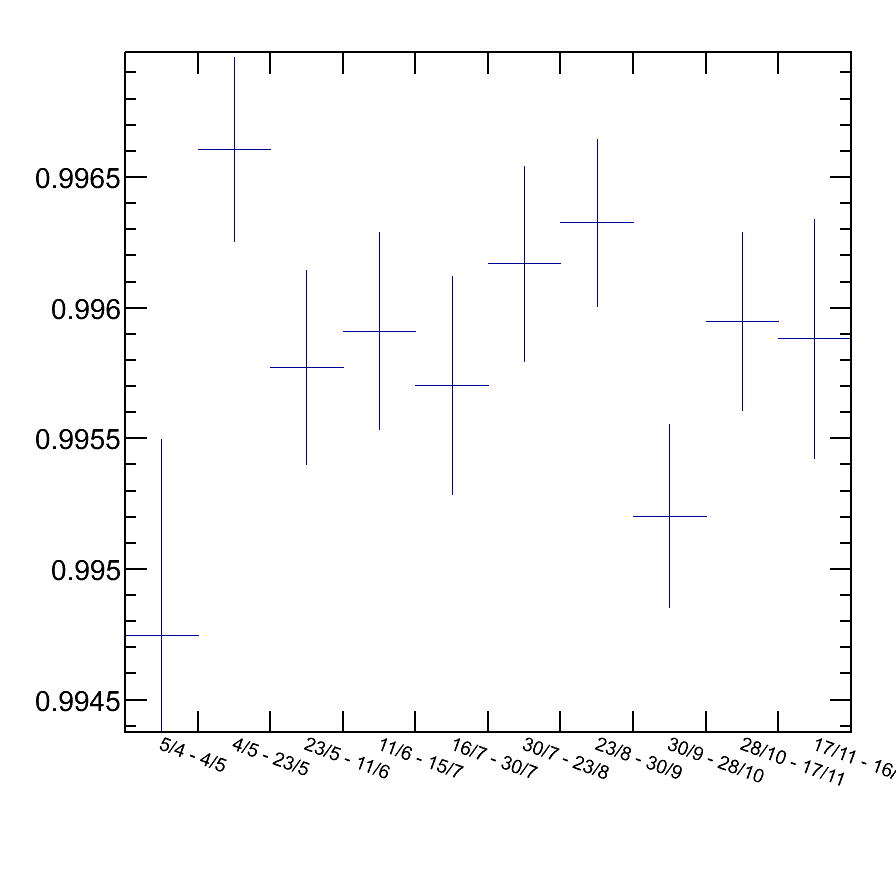 0.9965
0.996
0.9955
0.995
0.9945
5/4 - 4/5
4/5 - 23/5
23/5 - 11/6
11/6 - 15/7
16/7 - 30/7
30/7 - 23/8
23/8 - 30/9
30/9 - 28/10
28/10 - 17/11
17/11 - 16/